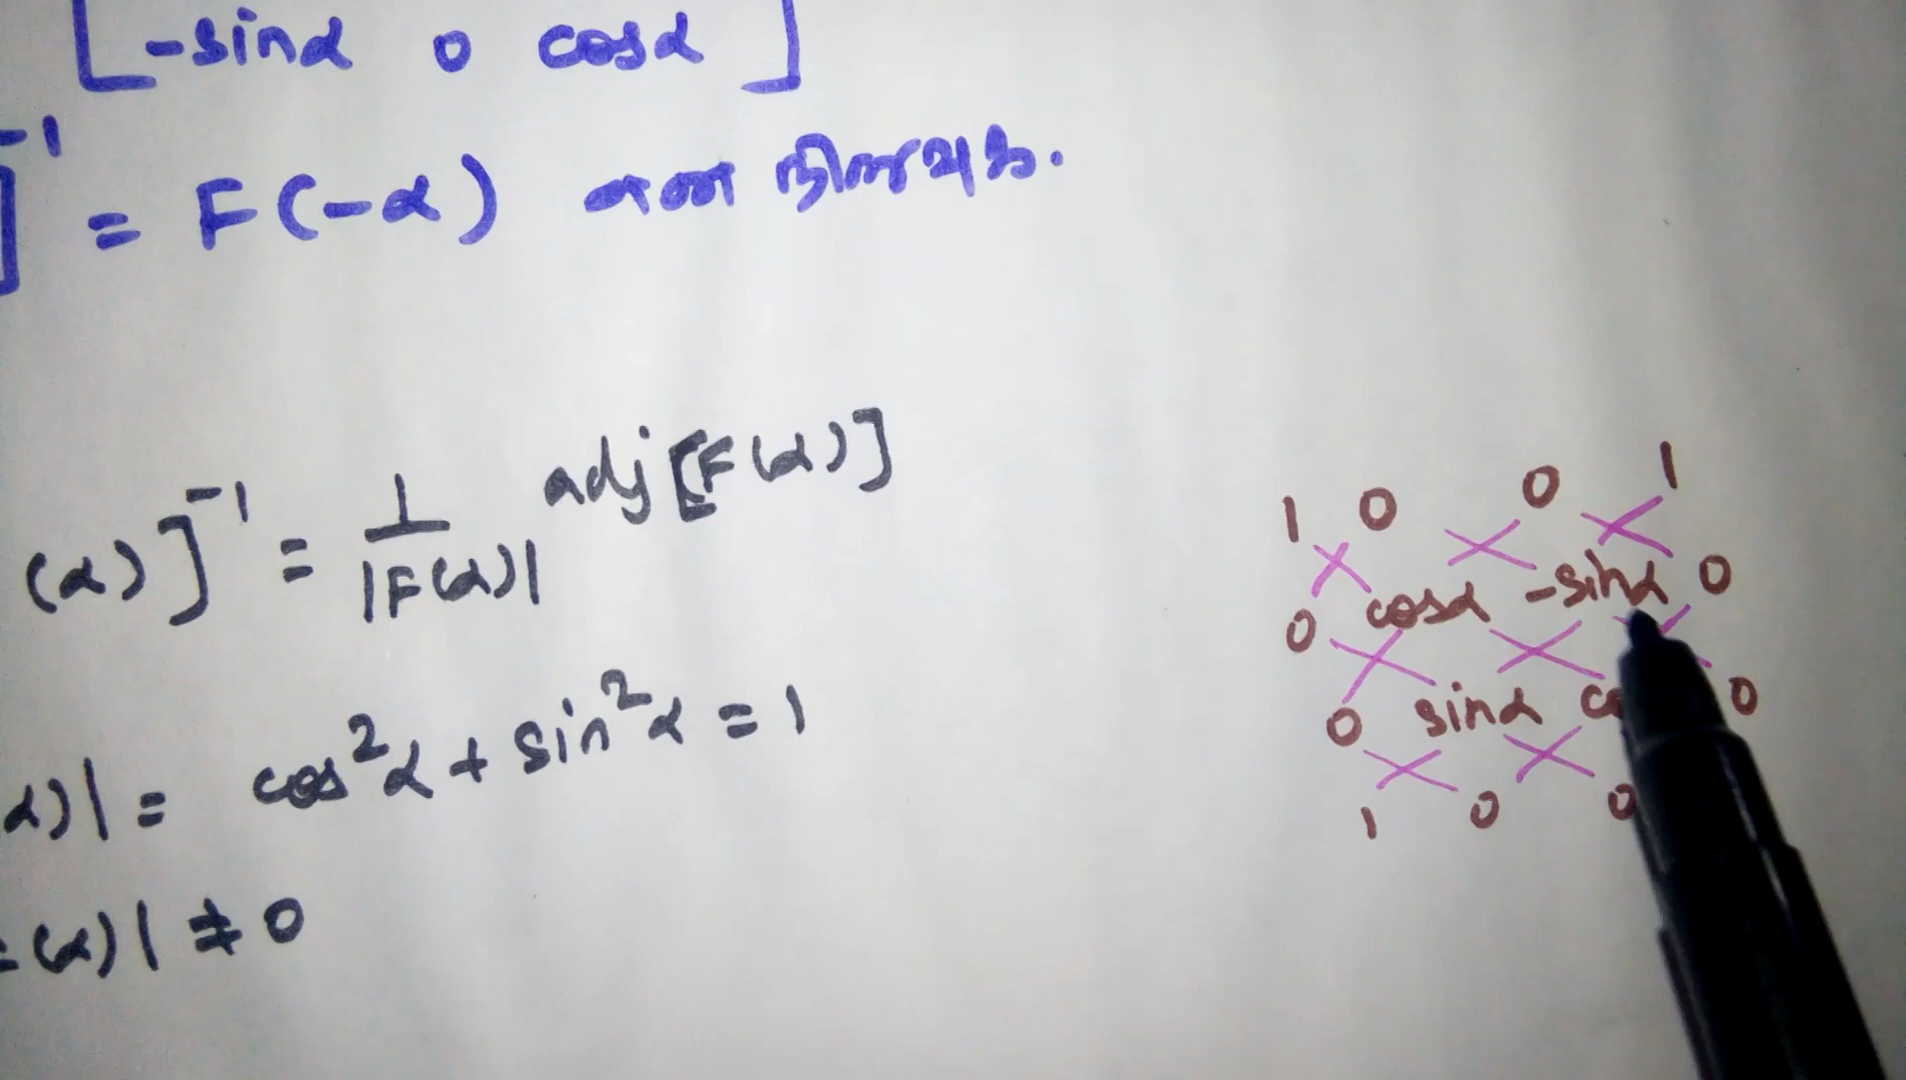 [-sinα 0 cosα]
]⁻¹ = F(-α) என நிறுவுக.
(α)]⁻¹ = 1/|F(α)| adj[F(α)]
α)| = cos²α + sin²α = 1
(α)| ≠ 0
1 0 0 1
0 cosα -sinα 0
0 sinα 0
1 0 0